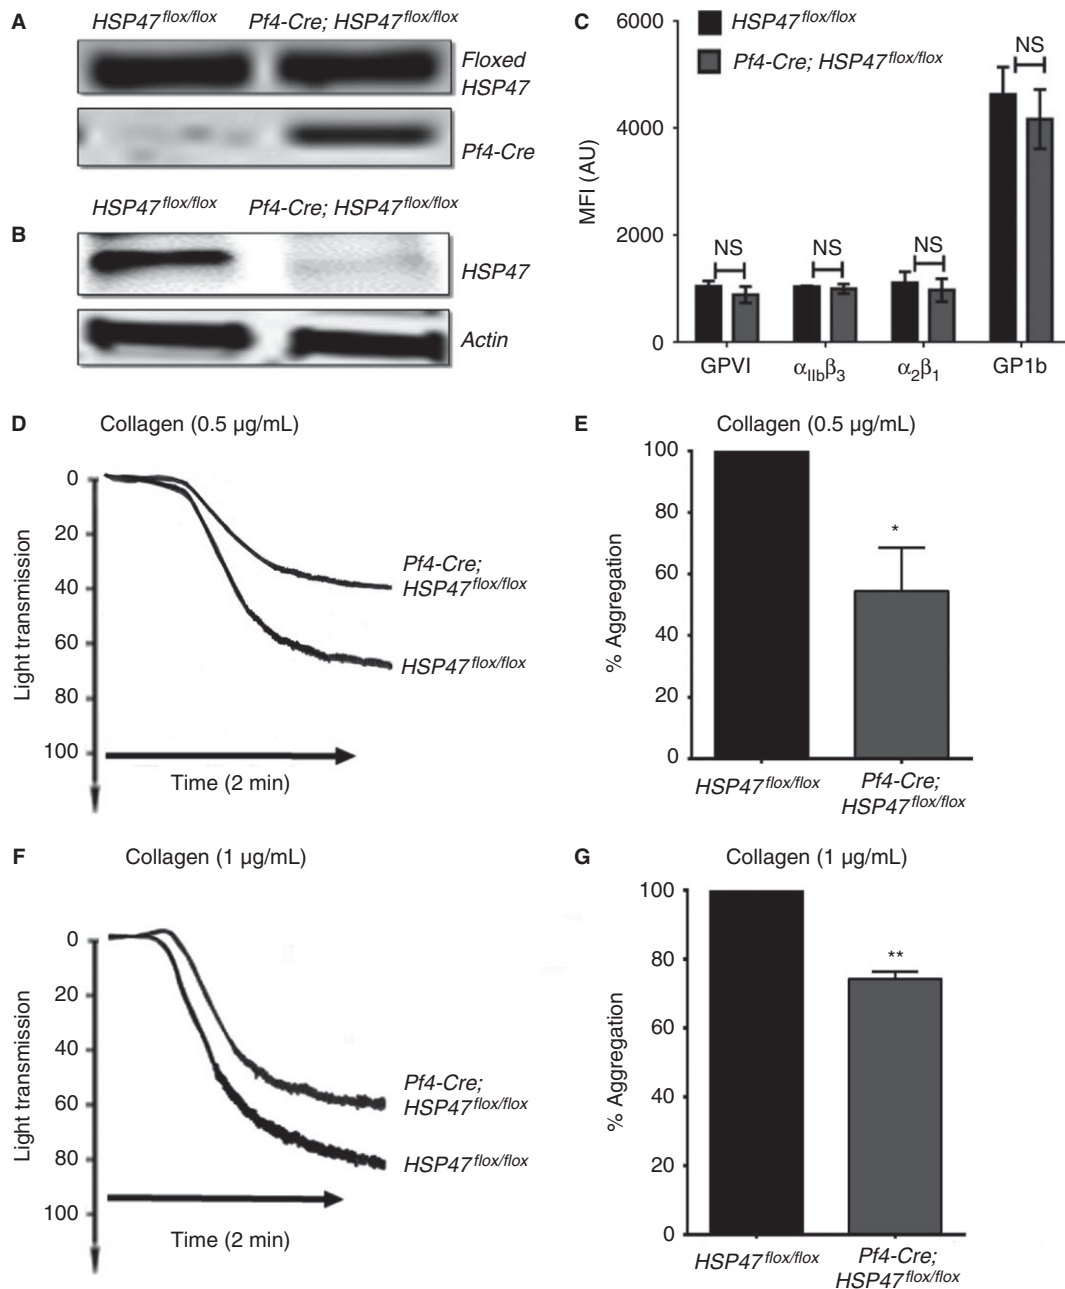 A
HSP47flox/flox Pf4-Cre; HSP47flox/flox
Floxed
HSP47
Pf4-Cre
HSP47flox/flox Pf4-Cre; HSP47flox/flox
B
HSP47
Actin
C
HSP47flox/flox
Pf4-Cre; HSP47flox/flox
6000
4000
2000
0
MFI (AU)
NS
NS
NS
NS
GPVI
αIIbβ3
α2β1
GP1b
D
Collagen (0.5 µg/mL)
0
20
40
60
80
100
Light transmission
Pf4-Cre;
HSP47flox/flox
HSP47flox/flox
Time (2 min)
E
Collagen (0.5 µg/mL)
100
80
60
40
20
0
% Aggregation
*
HSP47flox/flox
Pf4-Cre;
HSP47flox/flox
F
Collagen (1 µg/mL)
0
20
40
60
80
100
Light transmission
Pf4-Cre;
HSP47flox/flox
HSP47flox/flox
Time (2 min)
G
Collagen (1 µg/mL)
100
80
60
40
20
0
% Aggregation
**
HSP47flox/flox
Pf4-Cre;
HSP47flox/flox